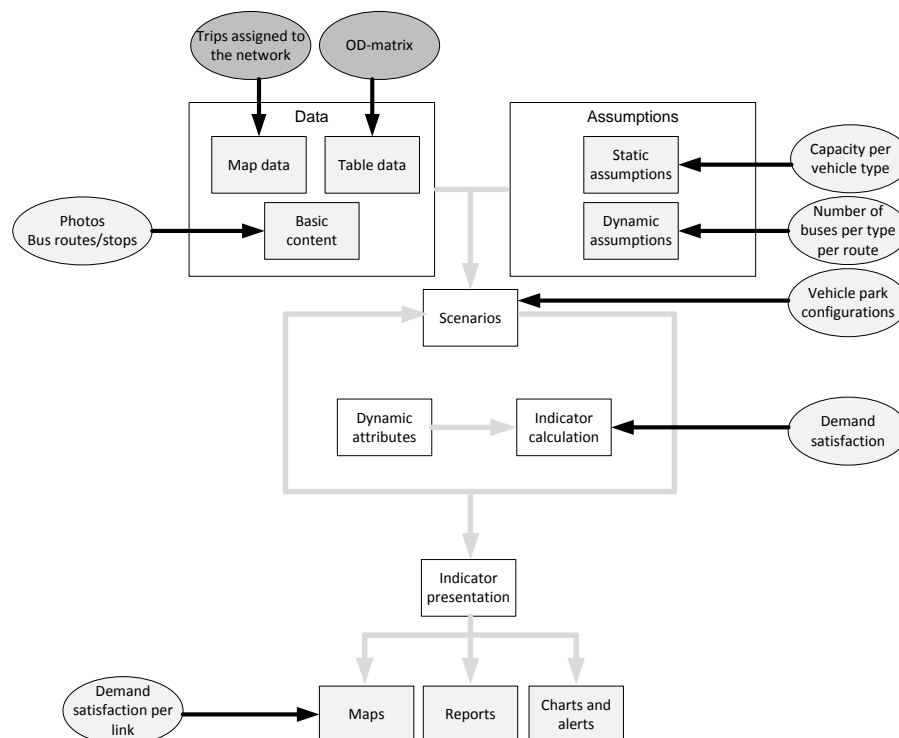 Trips assigned to
the network
OD-matrix
Data
Assumptions
Map data
Table data
Static
assumptions
Capacity per
vehicle type
Photos
Bus routes/stops
Basic
content
Dynamic
assumptions
Number of
buses per type
per route
Scenarios
Vehicle park
configurations
Dynamic
attributes
Indicator
calculation
Demand
satisfaction
Indicator
presentation
Demand
satisfaction per
link
Maps
Reports
Charts and
alerts